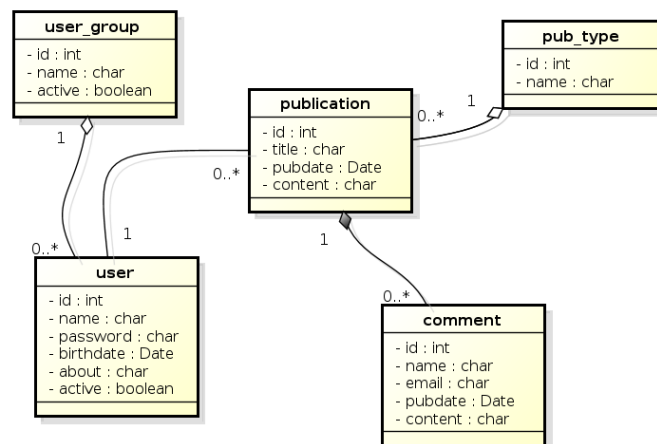 user_group
- id : int
- name : char
- active : boolean
pub_type
- id : int
- name : char
publication
- id : int
- title : char
- pubdate : Date
- content : char
1
0..*
1
0..*
1
0..*
1
0..*
user
- id : int
- name : char
- password : char
- birthdate : Date
- about : char
- active : boolean
comment
- id : int
- name : char
- email : char
- pubdate : Date
- content : char